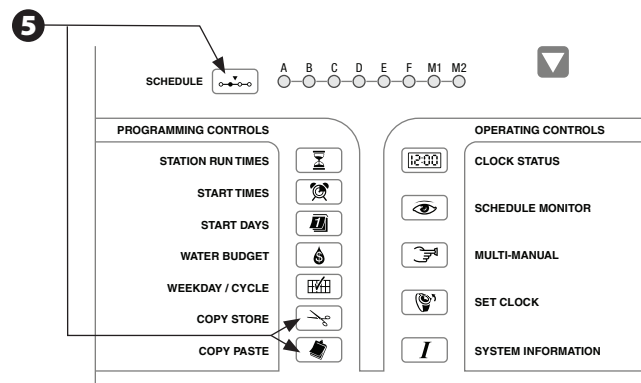 5
A B C D E F M1 M2
SCHEDULE
PROGRAMMING CONTROLS
STATION RUN TIMES
START TIMES
START DAYS
1
WATER BUDGET
$
WEEKDAY / CYCLE
COPY STORE
COPY PASTE
OPERATING CONTROLS
12:00
CLOCK STATUS
SCHEDULE MONITOR
MULTI-MANUAL
SET CLOCK
I
SYSTEM INFORMATION